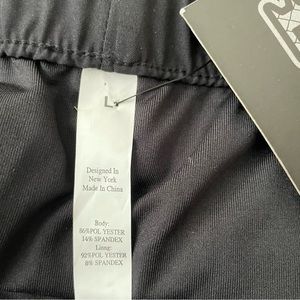 L
Designed In
New York
Made In China
Body:
86%POLYESTER
14% SPANDEX
Lining:
92%POLYESTER
8% SPANDEX